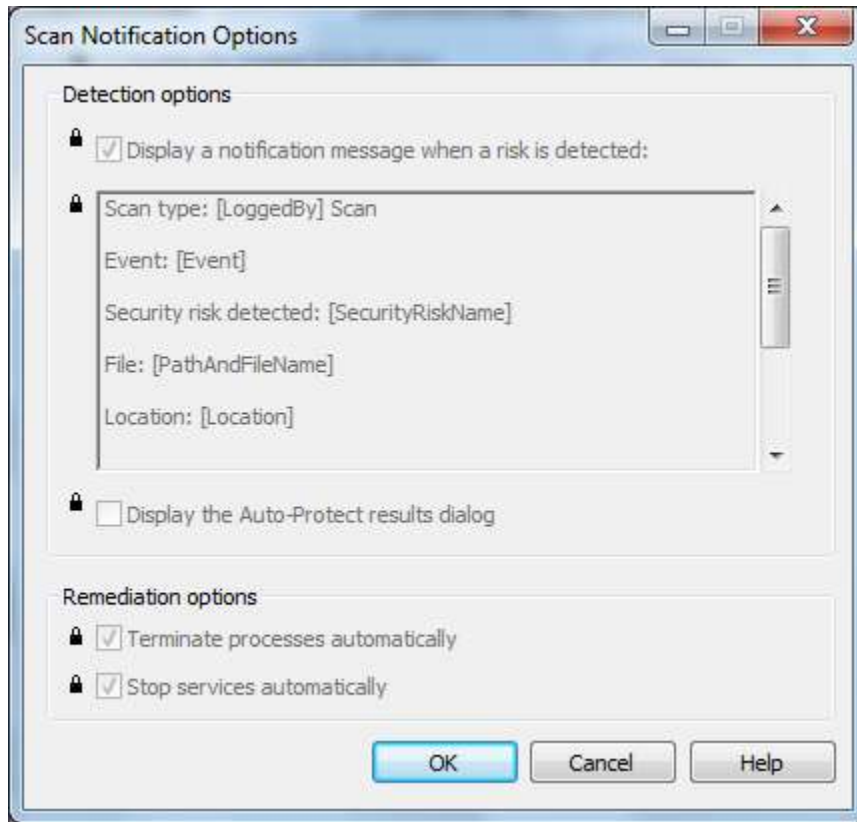 Scan Notification Options
Detection options
Display a notification message when a risk is detected:
Scan type: [LoggedBy] Scan
Event: [Event]
Security risk detected: [SecurityRiskName]
File: [PathAndFileName]
Location: [Location]
Display the Auto-Protect results dialog
Remediation options
Terminate processes automatically
Stop services automatically
OK Cancel Help